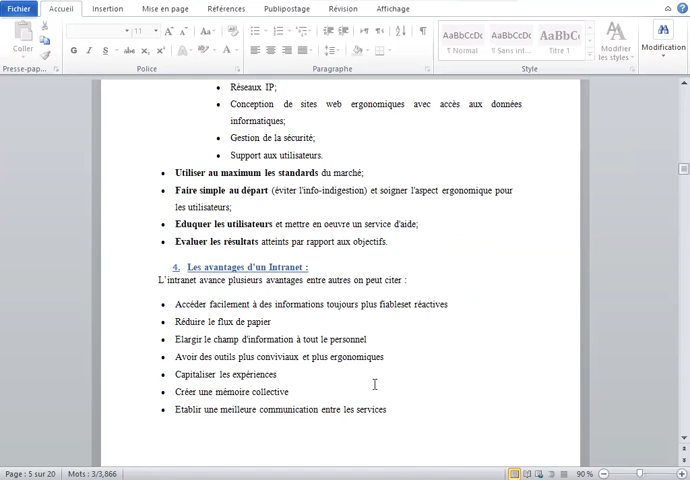 Fichier Accueil Insertion Mise en page Références Publipostage Révision Affichage
11
Coller
G I S abc x₂ x²
AaBbCcDc AaBbCcDc AaBbC
¶ Normal ¶ Sans int... Titre 1
Modifier les styles
Modification
Presse-pa... Police Paragraphe Style
Réseaux IP;
Conception de sites web ergonomiques avec accès aux données
informatiques;
Gestion de la sécurité;
Support aux utilisateurs.
Utiliser au maximum les standards du marché;
Faire simple au départ (éviter l'info-indigestion) et soigner l'aspect ergonomique pour
les utilisateurs;
Eduquer les utilisateurs et mettre en oeuvre un service d'aide;
Evaluer les résultats atteints par rapport aux objectifs.
4. Les avantages d'un Intranet :
L'intranet avance plusieurs avantages entre autres on peut citer :
Accéder facilement à des informations toujours plus fiableset réactives
Réduire le flux de papier
Elargir le champ d'information à tout le personnel
Avoir des outils plus conviviaux et plus ergonomiques
Capitaliser les expériences
Créer une mémoire collective
Etablir une meilleure communication entre les services
Page : 5 sur 20 Mots : 3/3,866 90 %